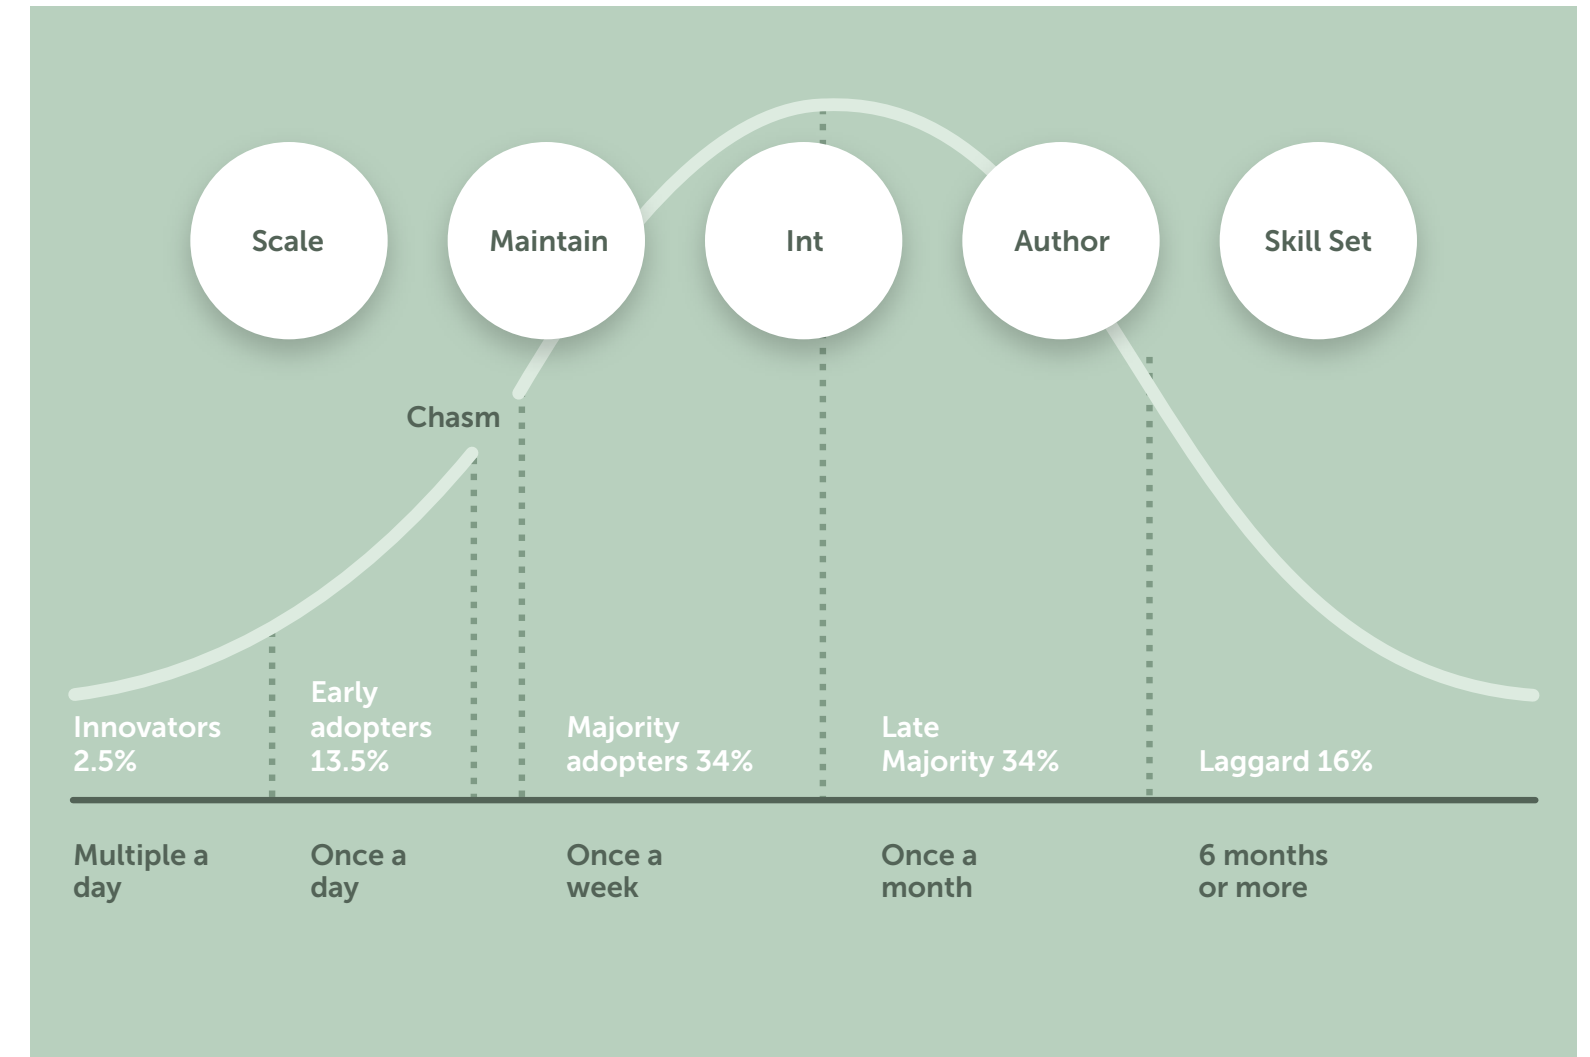 Scale
Maintain
Int
Author
Skill Set
Chasm
Innovators
2.5%
Early
adopters
13.5%
Majority
adopters 34%
Late
Majority 34%
Laggard 16%
Multiple a
day
Once a
day
Once a
week
Once a
month
6 months
or more